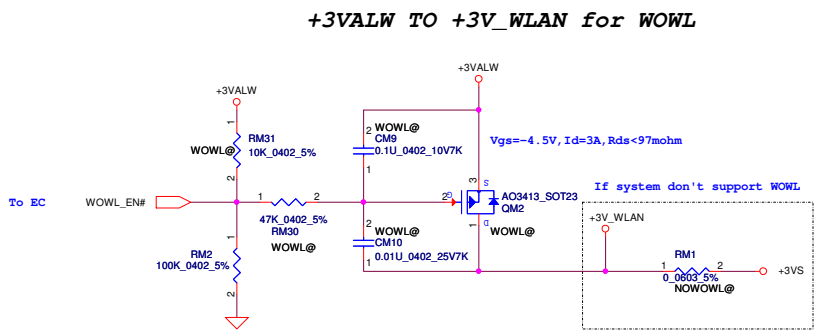 +3VALW TO +3V_WLAN for WOWL
+3VALW
+3VALW
1
WOWL@
RM31
10K_0402_5%
2
2
WOWL@
CM9
0.1U_0402_10V7K
1
Vgs=-4.5V,Id=3A,Rds<97mohm
To EC
WOWL_EN#
1
2
47K_0402_5%
RM30
WOWL@
3
S
2
G
AO3413_SOT23
QM2
D
1
WOWL@
If system don't support WOWL
1
RM2
100K_0402_5%
2
2
WOWL@
CM10
0.01U_0402_25V7K
1
+3V_WLAN
RM1
1
2
0_0603_5%
NOWOWL@
+3VS